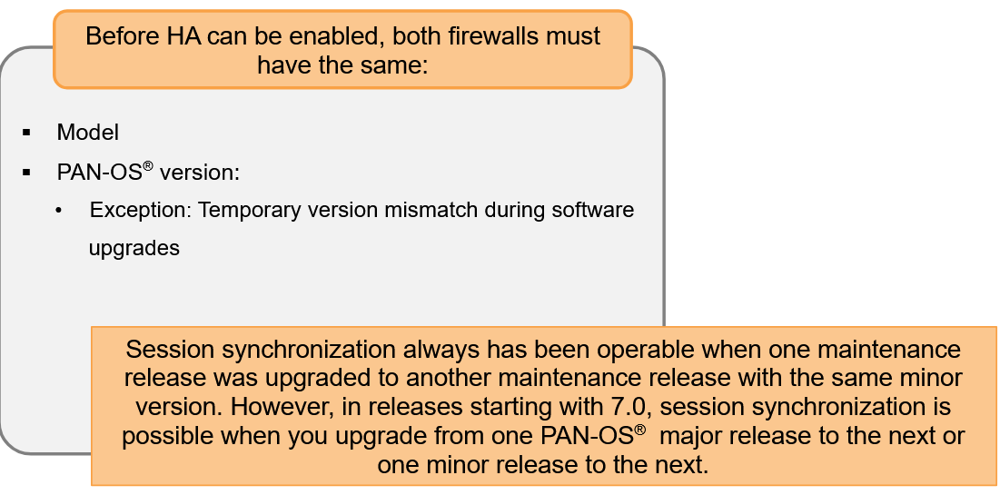 Before HA can be enabled, both firewalls must
have the same:
▪ Model
▪ PAN-OS® version:
• Exception: Temporary version mismatch during software
upgrades
Session synchronization always has been operable when one maintenance
release was upgraded to another maintenance release with the same minor
version. However, in releases starting with 7.0, session synchronization is
possible when you upgrade from one PAN-OS® major release to the next or
one minor release to the next.